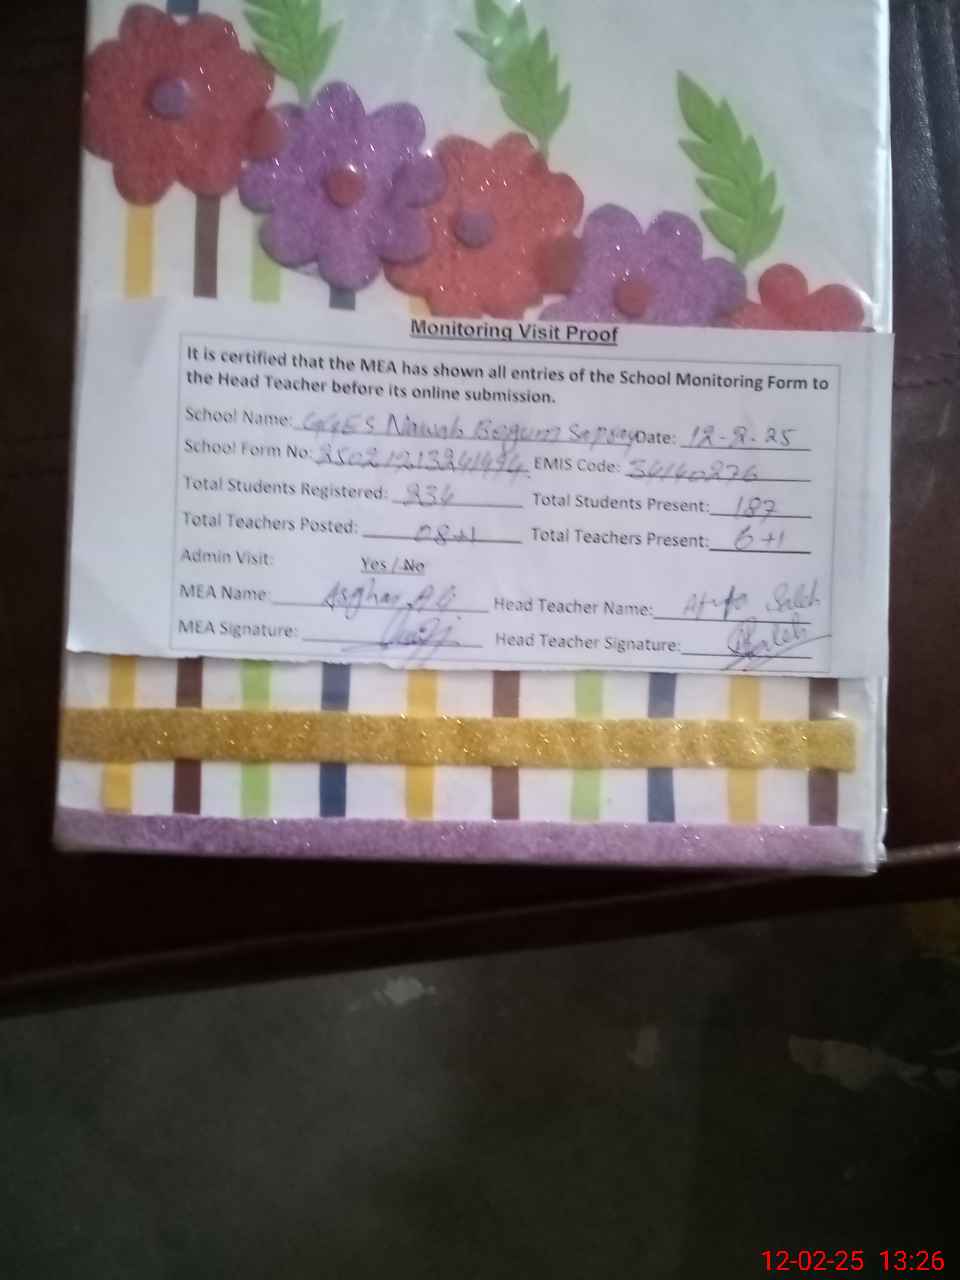 Monitoring Visit Proof
It is certified that the MEA has shown all entries of the School Monitoring Form to
the Head Teacher before its online submission.
School Name: GGES Nawab Begum Date: 12-2-25
School Form No: EMIS Code: 34140276
Total Students Registered: 234 Total Students Present: 187
Total Teachers Posted: 08+1 Total Teachers Present: 6+1
Admin Visit: Yes / No
MEA Name: Asghar Head Teacher Name: Saleh
MEA Signature: Head Teacher Signature:
12-02-25 13:26